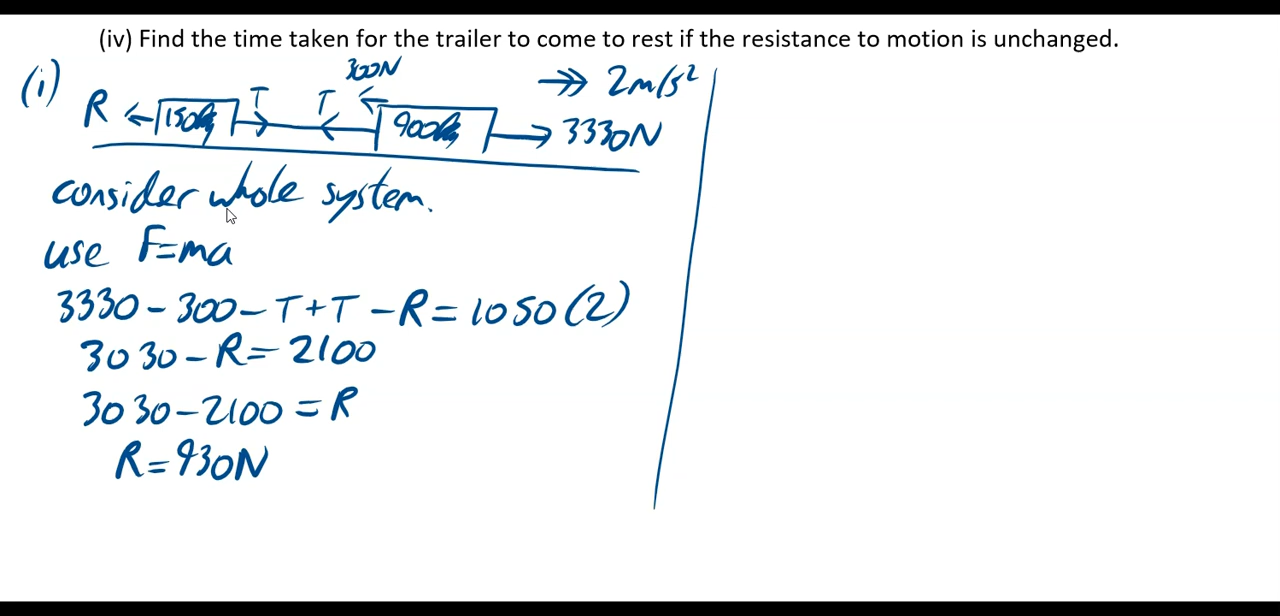 (iv) Find the time taken for the trailer to come to rest if the resistance to motion is unchanged.
(i)
300N
2m/s²
R 150kg T T 900kg 3330N
consider whole system.
use F=ma
3330 - 300 - T + T - R = 1050(2)
3030 - R = 2100
3030 - 2100 = R
R = 930N